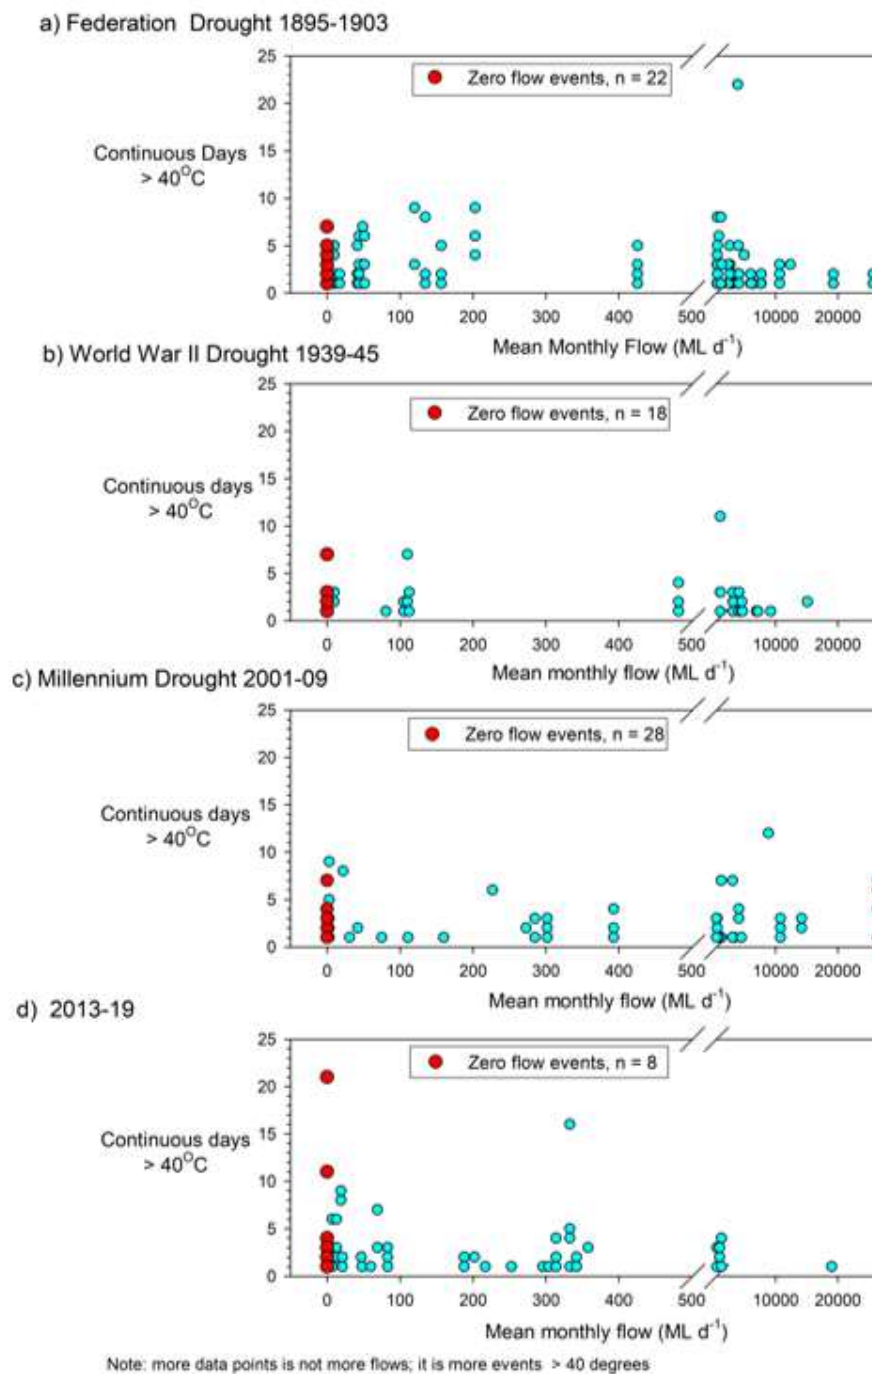 a) Federation Drought 1895-1903
25
Zero flow events, n = 22
20
Continuous Days
> 40°C
15
10
5
0
0 100 200 300 400 500 10000 20000
Mean Monthly Flow (ML d⁻¹)
b) World War II Drought 1939-45
25
Zero flow events, n = 18
20
Continuous days
> 40°C
15
10
5
0
0 100 200 300 400 500 10000 20000
Mean monthly flow (ML d⁻¹)
c) Millennium Drought 2001-09
25
Zero flow events, n = 28
20
Continuous days
> 40°C
15
10
5
0
0 100 200 300 400 500 10000 20000
Mean monthly flow (ML d⁻¹)
d) 2013-19
25
Zero flow events, n = 8
20
Continuous days
> 40°C
15
10
5
0
0 100 200 300 400 500 10000 20000
Mean monthly flow (ML d⁻¹)
Note: more data points is not more flows; it is more events > 40 degrees